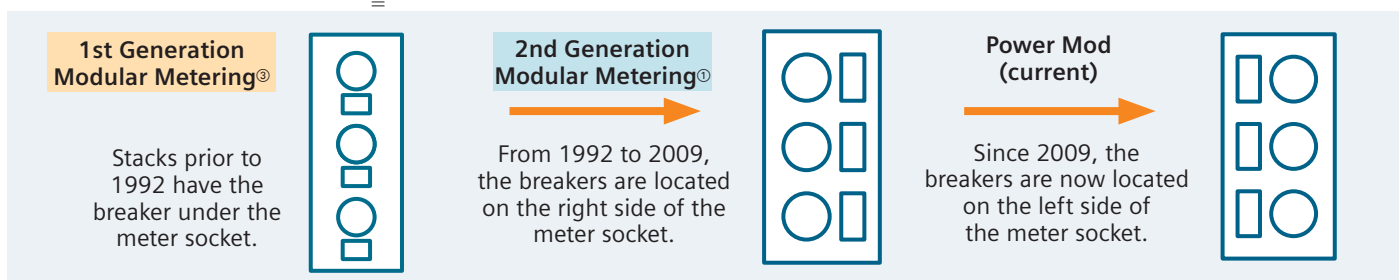 1st Generation
Modular Metering③
Stacks prior to
1992 have the
breaker under the
meter socket.
2nd Generation
Modular Metering①
From 1992 to 2009,
the breakers are located
on the right side of the
meter socket.
Power Mod
(current)
Since 2009, the
breakers are now located
on the left side of
the meter socket.